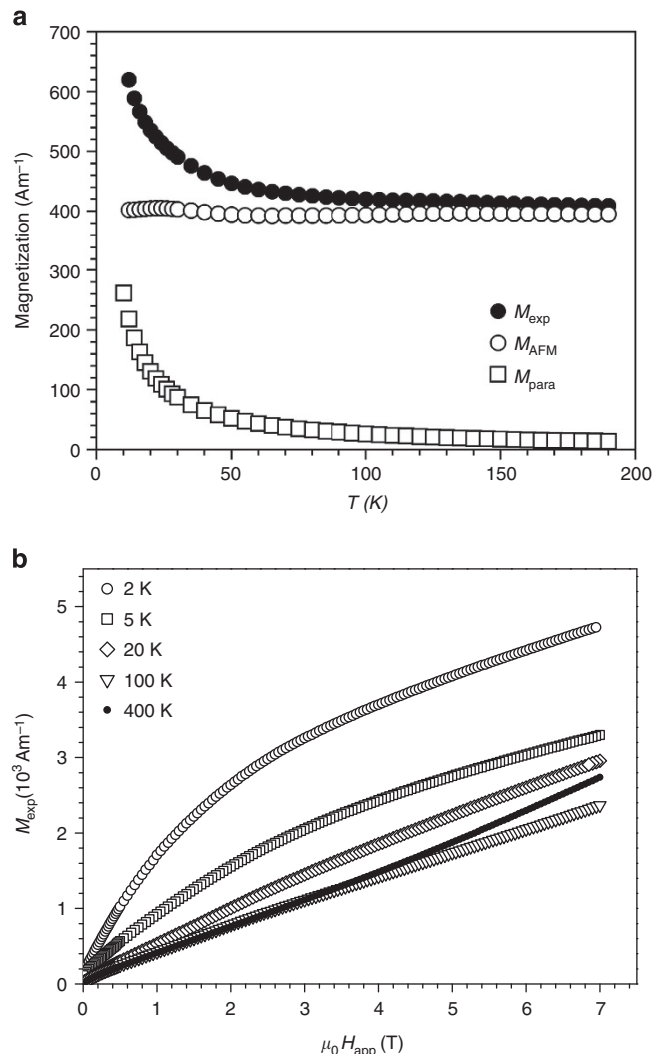 a
700
600
500
400
300
200
100
0
Magnetization (Am⁻¹)
M_exp
M_AFM
M_para
0 50 100 150 200
T (K)
b
5
4
3
2
1
0
M_exp(10³ Am⁻¹)
2 K
5 K
20 K
100 K
400 K
0 1 2 3 4 5 6 7
μ₀ H_app (T)